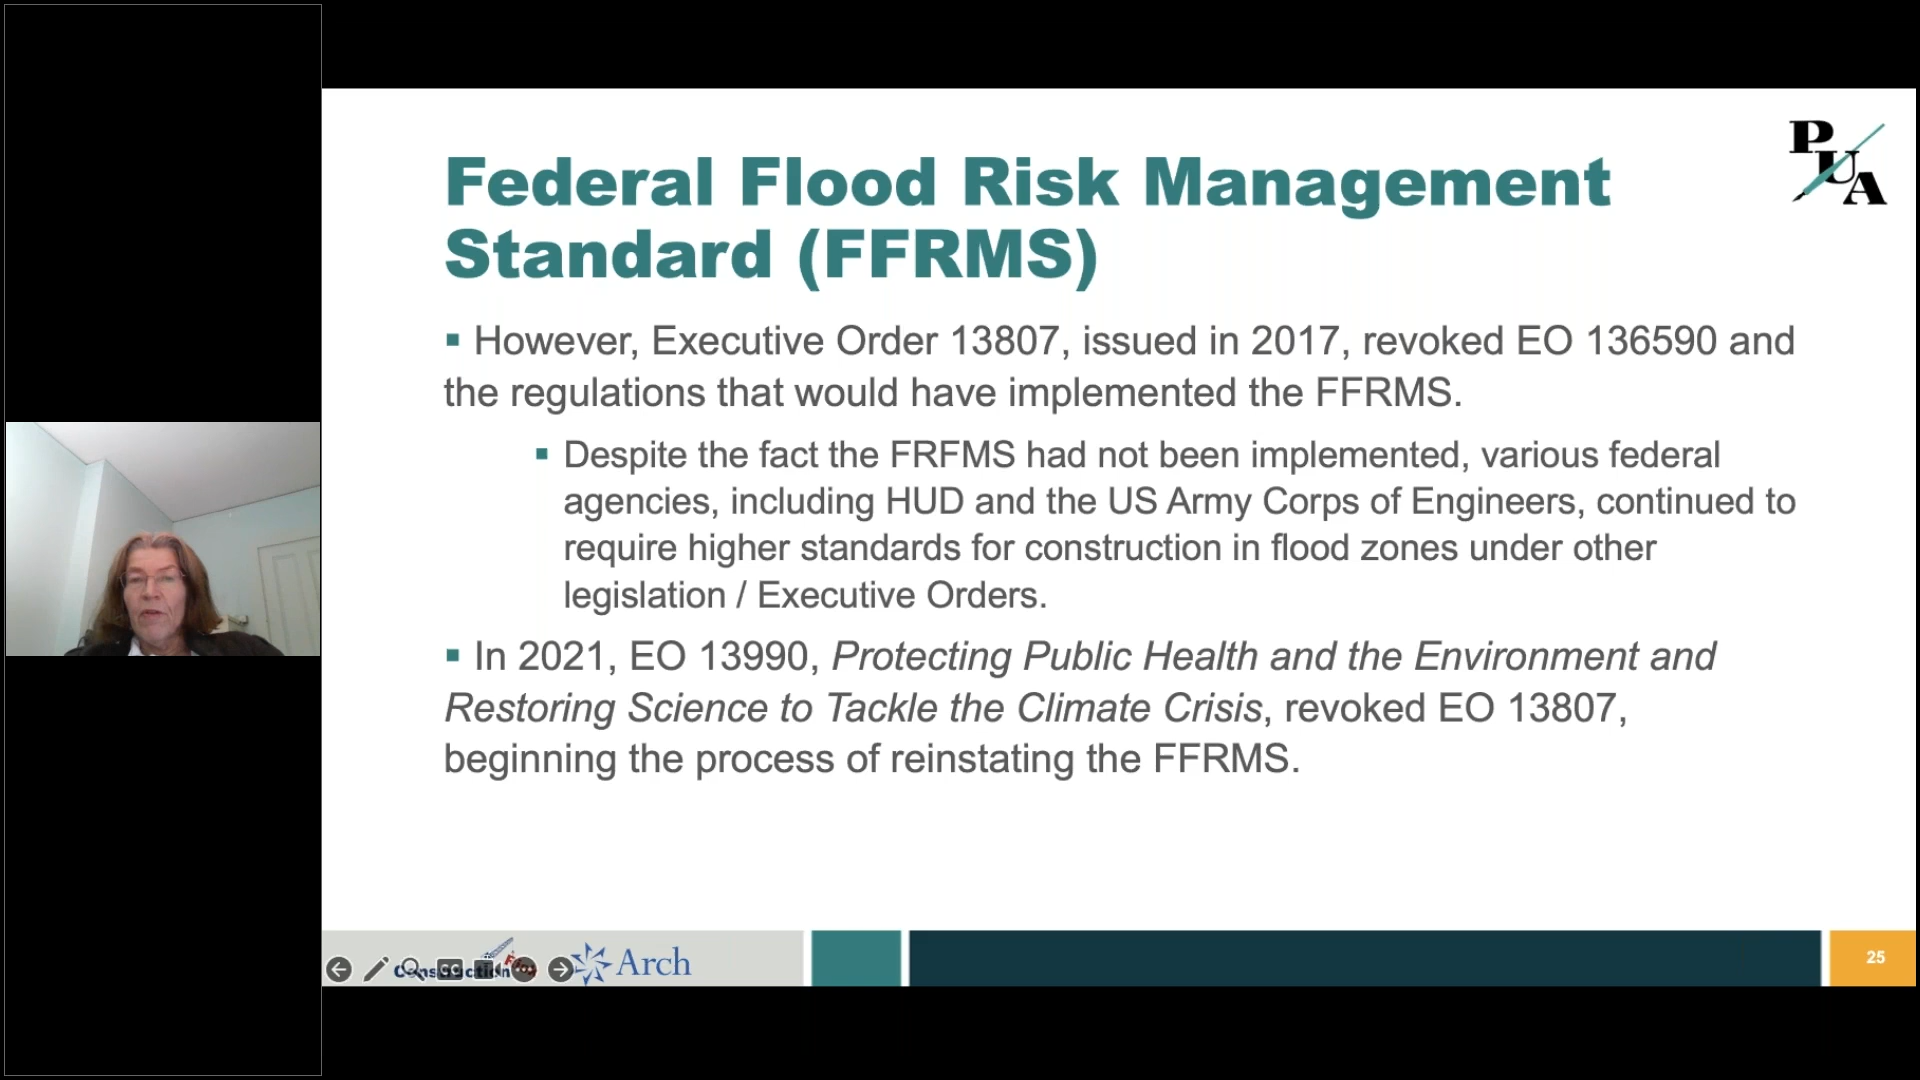 P
U
A
Federal Flood Risk Management
Standard (FFRMS)
▪ However, Executive Order 13807, issued in 2017, revoked EO 136590 and
the regulations that would have implemented the FFRMS.
▪ Despite the fact the FRFMS had not been implemented, various federal
agencies, including HUD and the US Army Corps of Engineers, continued to
require higher standards for construction in flood zones under other
legislation / Executive Orders.
▪ In 2021, EO 13990, Protecting Public Health and the Environment and
Restoring Science to Tackle the Climate Crisis, revoked EO 13807,
beginning the process of reinstating the FFRMS.
Construction
Arch
25